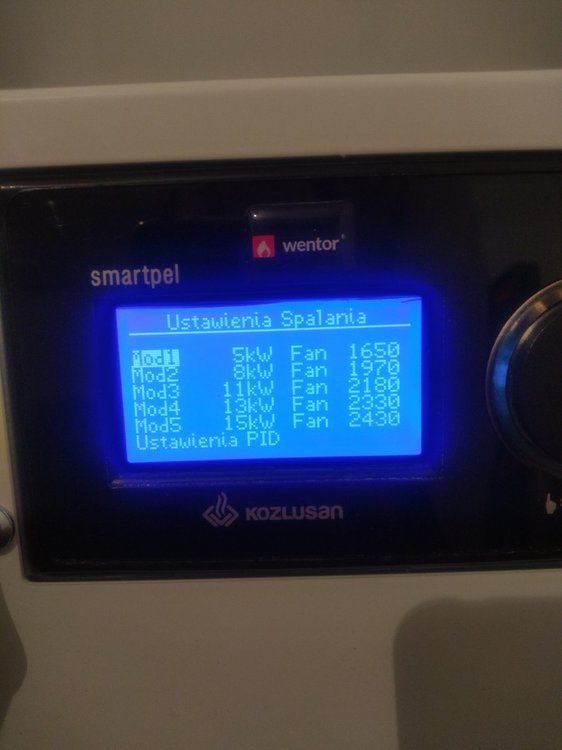 wentor
smartpel
Ustawienia Spalania
Mod1 5kW Fan 1650
Mod2 8kW Fan 1970
Mod3 11kW Fan 2180
Mod4 13kW Fan 2330
Mod5 15kW Fan 2430
Ustawienia PID
KOZLUSan